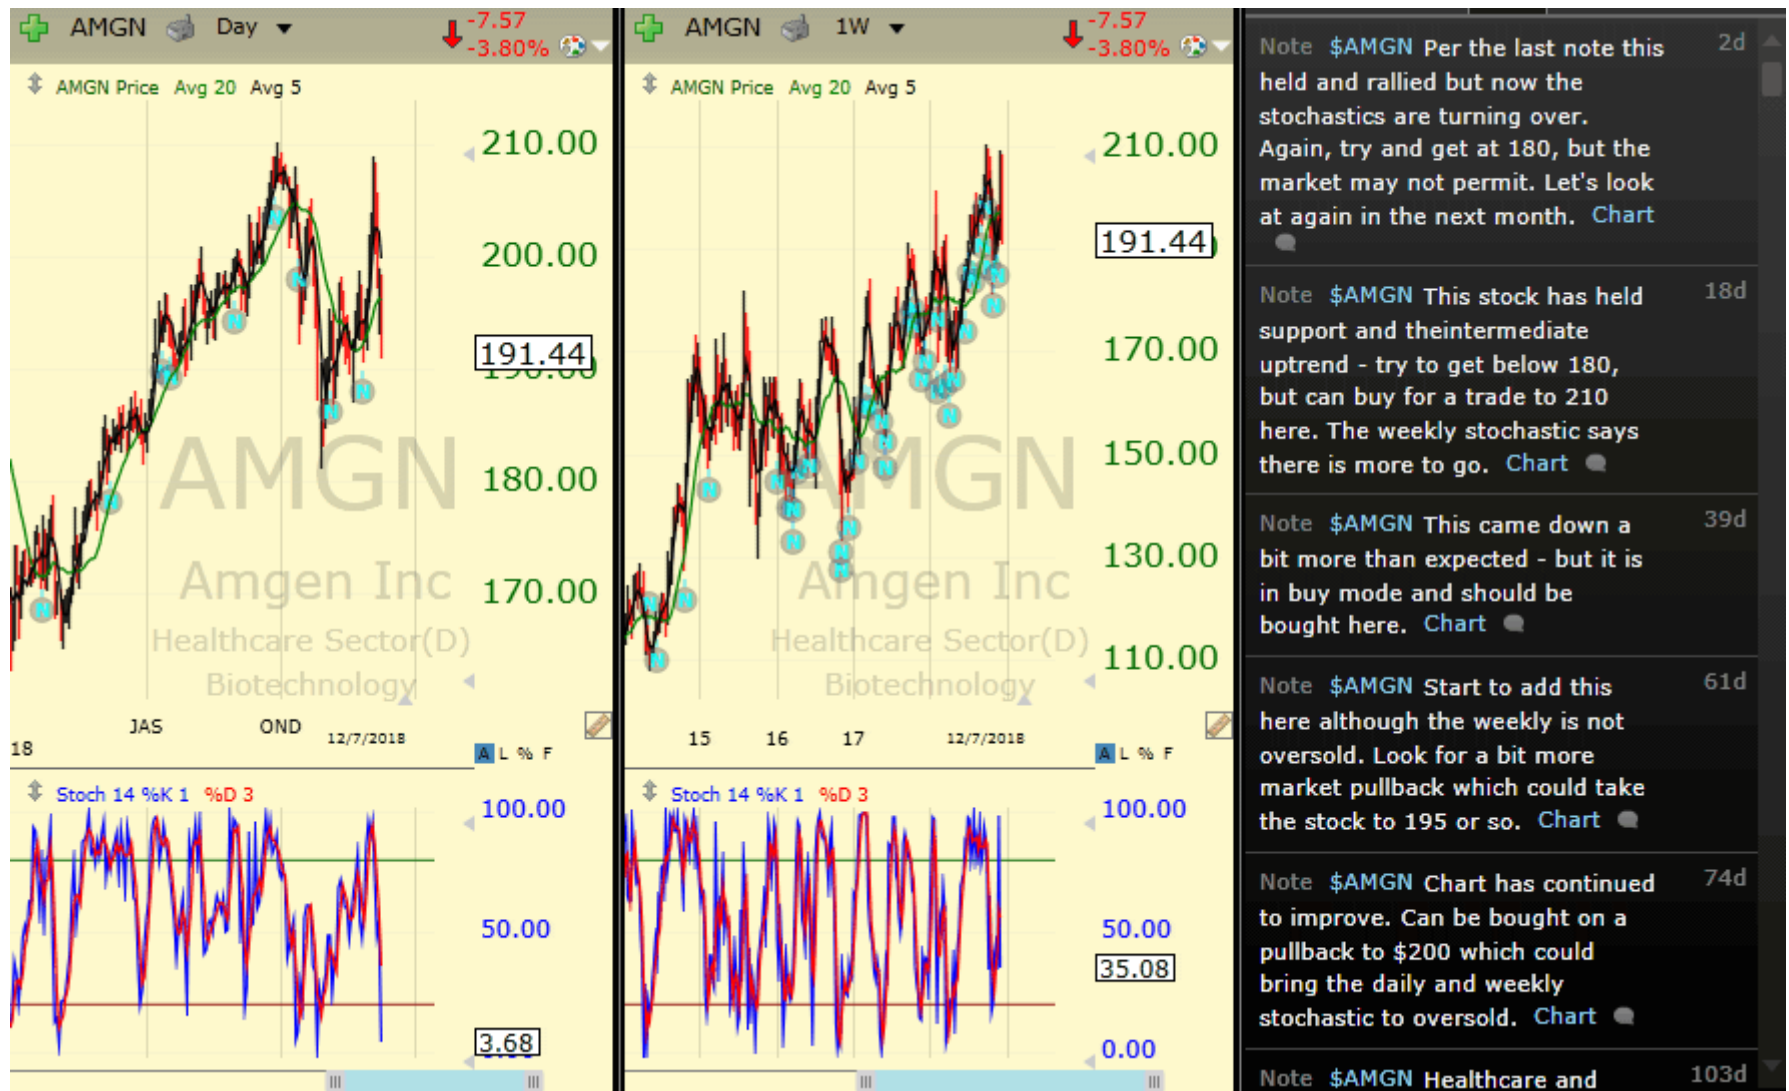 AMGN Day
-7.57
-3.80%
AMGN Price Avg 20 Avg 5
210.00
200.00
191.44
190.00
180.00
170.00
AMGN
Amgen Inc
Healthcare Sector(D)
Biotechnology
18 JAS OND 12/7/2018
A L % F
Stoch 14 %K 1 %D 3
100.00
50.00
3.68
AMGN 1W
-7.57
-3.80%
AMGN Price Avg 20 Avg 5
210.00
191.44
170.00
150.00
130.00
110.00
AMGN
Amgen Inc
Healthcare Sector(D)
Biotechnology
15 16 17 12/7/2018
A L % F
Stoch 14 %K 1 %D 3
100.00
50.00
35.08
0.00
Note $AMGN Per the last note this 2d
held and rallied but now the
stochastics are turning over.
Again, try and get at 180, but the
market may not permit. Let's look
at again in the next month. Chart
Note $AMGN This stock has held 18d
support and theintermediate
uptrend - try to get below 180,
but can buy for a trade to 210
here. The weekly stochastic says
there is more to go. Chart
Note $AMGN This came down a 39d
bit more than expected - but it is
in buy mode and should be
bought here. Chart
Note $AMGN Start to add this 61d
here although the weekly is not
oversold. Look for a bit more
market pullback which could take
the stock to 195 or so. Chart
Note $AMGN Chart has continued 74d
to improve. Can be bought on a
pullback to $200 which could
bring the daily and weekly
stochastic to oversold. Chart
Note $AMGN Healthcare and 103d